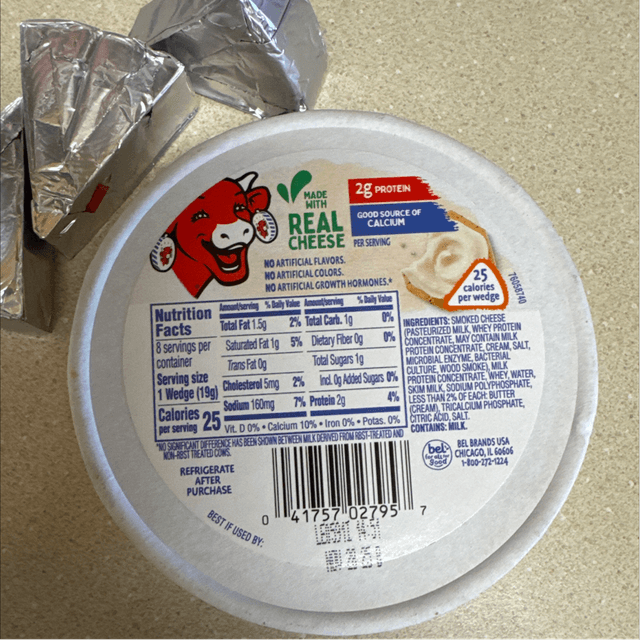 MADE
WITH
REAL
CHEESE
2g PROTEIN
GOOD SOURCE OF
CALCIUM
PER SERVING
NO ARTIFICIAL FLAVORS.
NO ARTIFICIAL COLORS.
NO ARTIFICIAL GROWTH HORMONES.*
25
calories
per wedge
76058740
Nutrition
Facts
8 servings per
container
Serving size
1 Wedge (19g)
Calories 25
per serving
Amount/serving % Daily Value
Total Fat 1.5g 2%
Saturated Fat 1g 5%
Trans Fat 0g
Cholesterol 5mg 2%
Sodium 160mg 7%
Amount/serving % Daily Value
Total Carb. 1g 0%
Dietary Fiber 0g 0%
Total Sugars 1g
Incl. 0g Added Sugars 0%
Protein 2g 4%
Vit. D 0% • Calcium 10% • Iron 0% • Potas. 0%
INGREDIENTS: SMOKED CHEESE
(PASTEURIZED MILK, WHEY PROTEIN
CONCENTRATE, MAY CONTAIN MILK
PROTEIN CONCENTRATE, CREAM, SALT,
MICROBIAL ENZYME, BACTERIAL
CULTURE, WOOD SMOKE), MILK
PROTEIN CONCENTRATE, WHEY, WATER,
SKIM MILK, SODIUM POLYPHOSPHATE,
LESS THAN 2% OF EACH: BUTTER
(CREAM), TRICALCIUM PHOSPHATE,
CITRIC ACID, SALT.
CONTAINS: MILK.
*NO SIGNIFICANT DIFFERENCE HAS BEEN SHOWN BETWEEN MILK DERIVED FROM RBST-TREATED AND
NON-RBST TREATED COWS.
REFRIGERATE
AFTER
PURCHASE
bel
for all. for
good
BEL BRANDS USA
CHICAGO, IL 60606
1-800-272-1224
BEST IF USED BY:
0 41757 02795 7